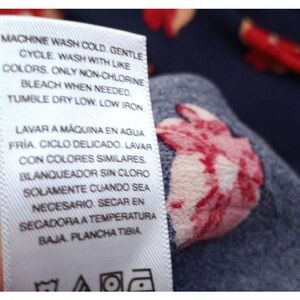 MACHINE WASH COLD. GENTLE
CYCLE. WASH WITH LIKE
COLORS. ONLY NON-CHLORINE
BLEACH WHEN NEEDED.
TUMBLE DRY LOW. LOW IRON
LAVAR A MÁQUINA EN AGUA
FRÍA. CICLO DELICADO. LAVAR
CON COLORES SIMILARES.
BLANQUEADOR SIN CLORO
SOLAMENTE CUANDO SEA
NECESARIO. SECAR EN
SECADORA A TEMPERATURA
BAJA. PLANCHA TIBIA.